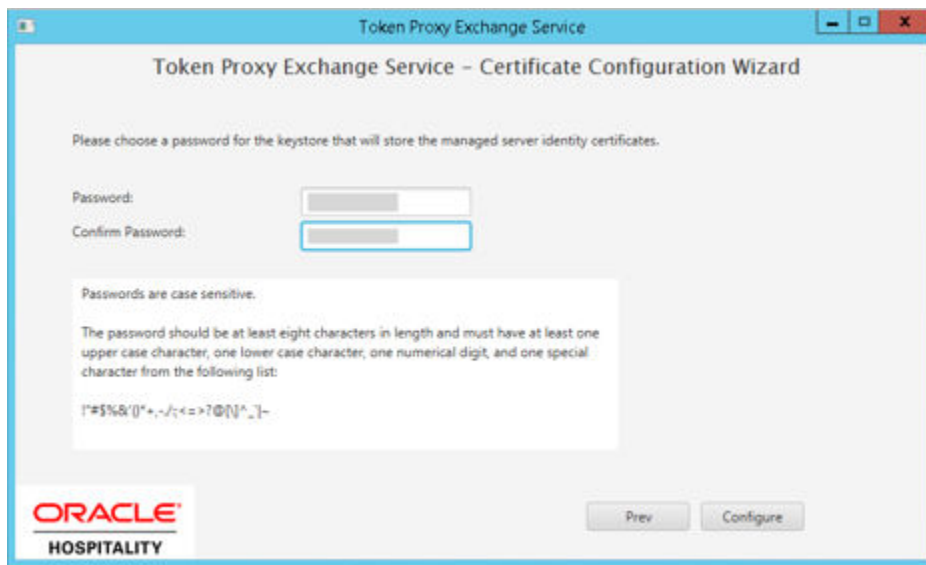 Token Proxy Exchange Service
Token Proxy Exchange Service – Certificate Configuration Wizard
Please choose a password for the keystore that will store the managed server identity certificates.
Password:
Confirm Password:
Passwords are case sensitive.
The password should be at least eight characters in length and must have at least one
upper case character, one lower case character, one numerical digit, and one special
character from the following list:
!"#$%&'()*+,-./:;<=>?@[\]^_`}~
Prev Configure
ORACLE
HOSPITALITY